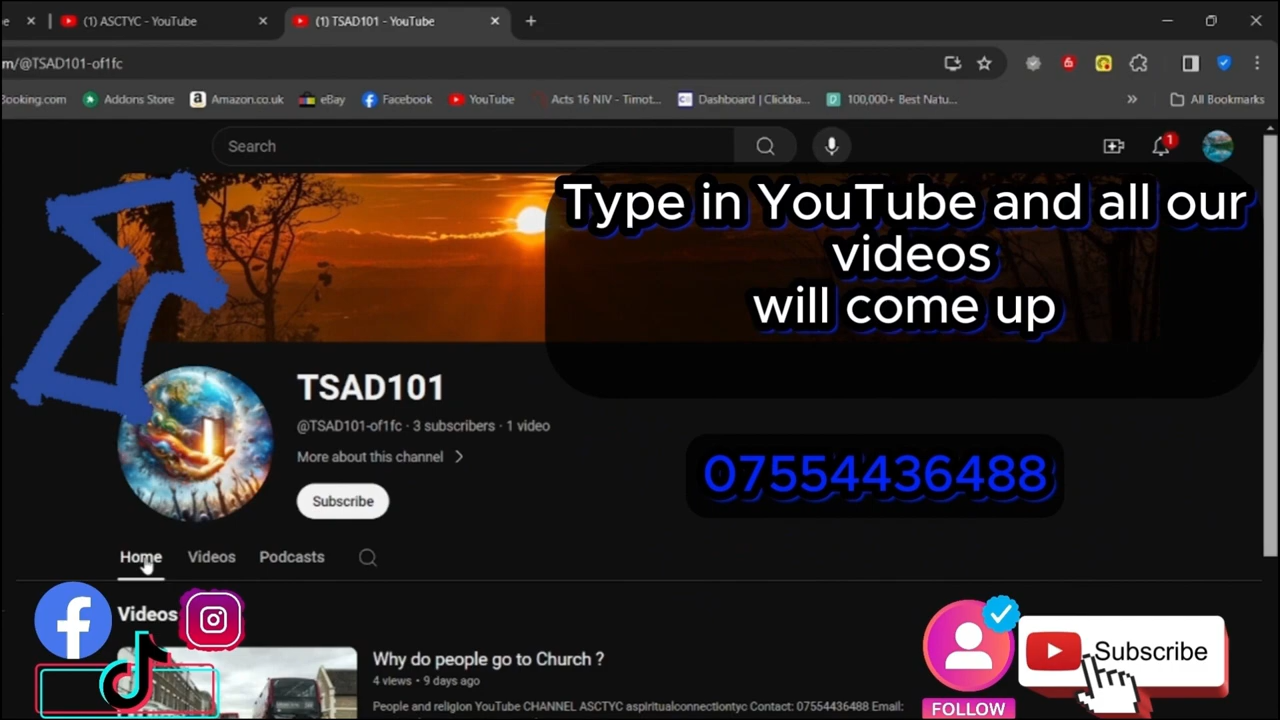 e
(1) ASCTYC - YouTube
(1) TSAD101 - YouTube
m/@TSAD101-of1fc
Booking.com
Addons Store
Amazon.co.uk
eBay
Facebook
YouTube
Acts 16 NIV - Timot...
Dashboard | Clickba...
100,000+ Best Natu...
All Bookmarks
Search
1
Type in YouTube and all our
videos
will come up
TSAD101
@TSAD101-of1fc · 3 subscribers · 1 video
More about this channel
Subscribe
07554436488
Home
Videos
Podcasts
Videos
Why do people go to Church ?
4 views • 9 days ago
People and religion YouTube CHANNEL ASCTYC aspiritualconnectiontyc Contact: 07554436488 Email:
FOLLOW
Subscribe